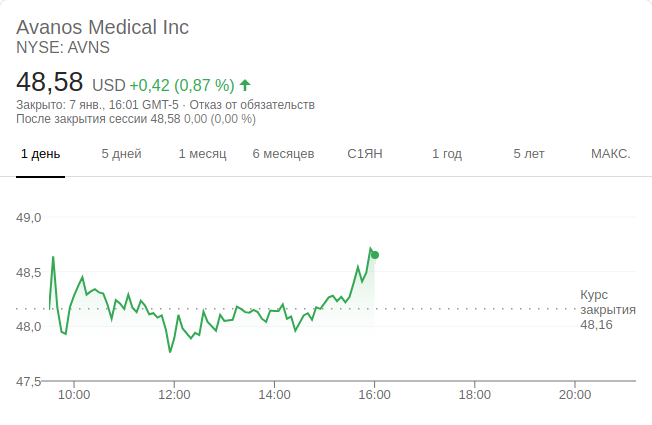 Avanos Medical Inc
NYSE: AVNS
48,58 USD +0,42 (0,87 %)
Закрыто: 7 янв., 16:01 GMT-5 · Отказ от обязательств
После закрытия сессии 48,58 0,00 (0,00 %)
1 день 5 дней 1 месяц 6 месяцев С1ЯН 1 год 5 лет МАКС.
49,0
48,5
Курс
закрытия
48,16
48,0
47,5
10:00 12:00 14:00 16:00 18:00 20:00